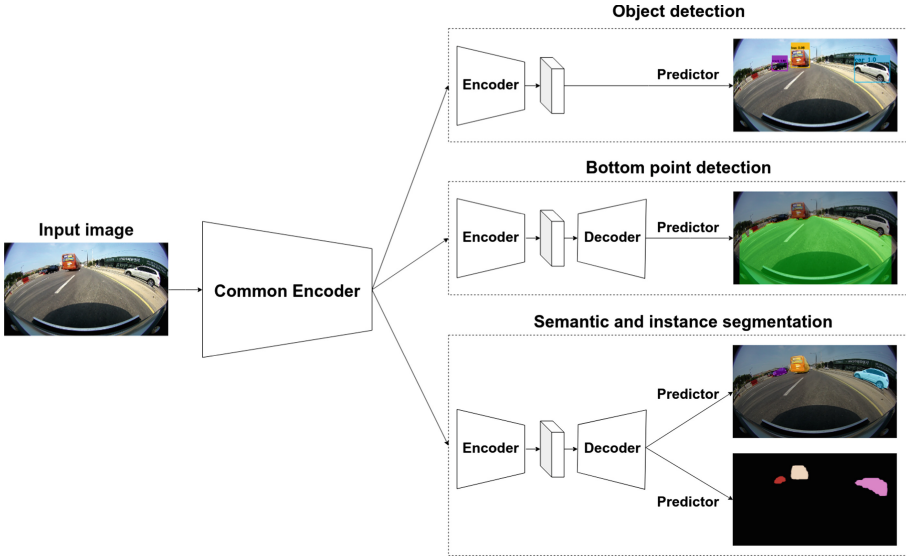 Object detection
Encoder
Predictor
Bottom point detection
Encoder
Decoder
Predictor
Input image
Common Encoder
Semantic and instance segmentation
Encoder
Decoder
Predictor
Predictor